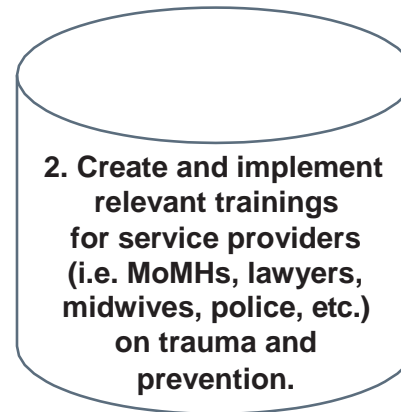 2. Create and implement
relevant trainings
for service providers
(i.e. MoMHs, lawyers,
midwives, police, etc.)
on trauma and
prevention.